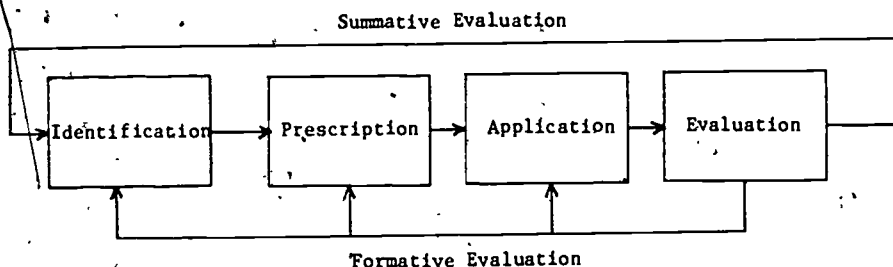 Summative Evaluation
Identification
Prescription
Application
Evaluation
Formative Evaluation